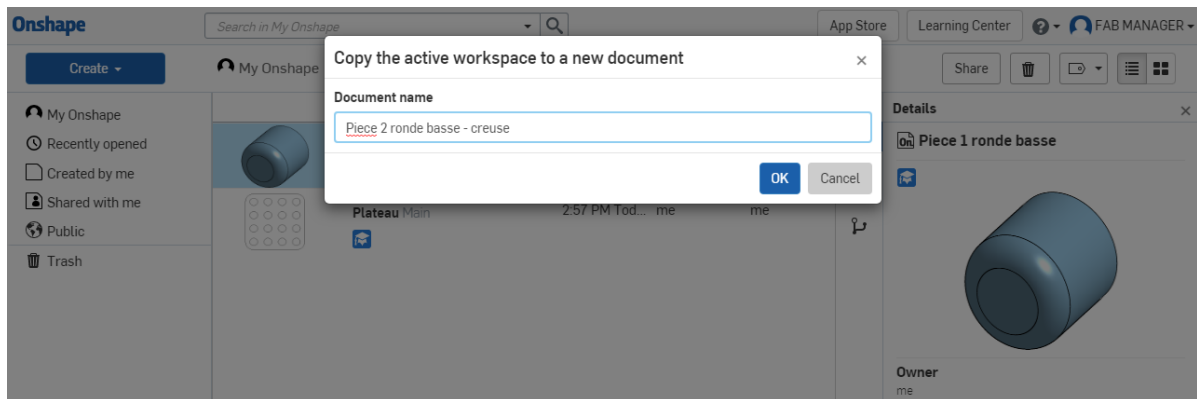 Onshape
Search in My Onshape
App Store
Learning Center
FAB MANAGER
Create
My Onshape
Copy the active workspace to a new document
×
Document name
Piece 2 ronde basse - creuse
OK
Cancel
Share
My Onshape
Recently opened
Created by me
Shared with me
Public
Trash
Plateau Main
2:57 PM Tod... me me
Details
×
Piece 1 ronde basse
Owner
me